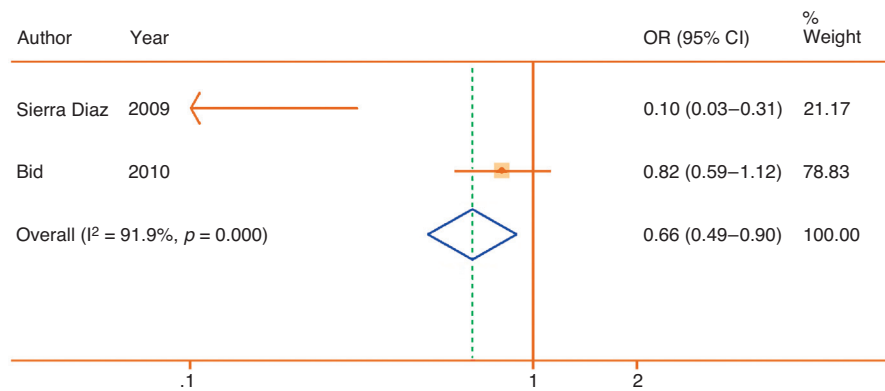 %
Author Year OR (95% CI) Weight
Sierra Diaz 2009 0.10 (0.03–0.31) 21.17
Bid 2010 0.82 (0.59–1.12) 78.83
Overall (I² = 91.9%, p = 0.000) 0.66 (0.49–0.90) 100.00
.1 1 2